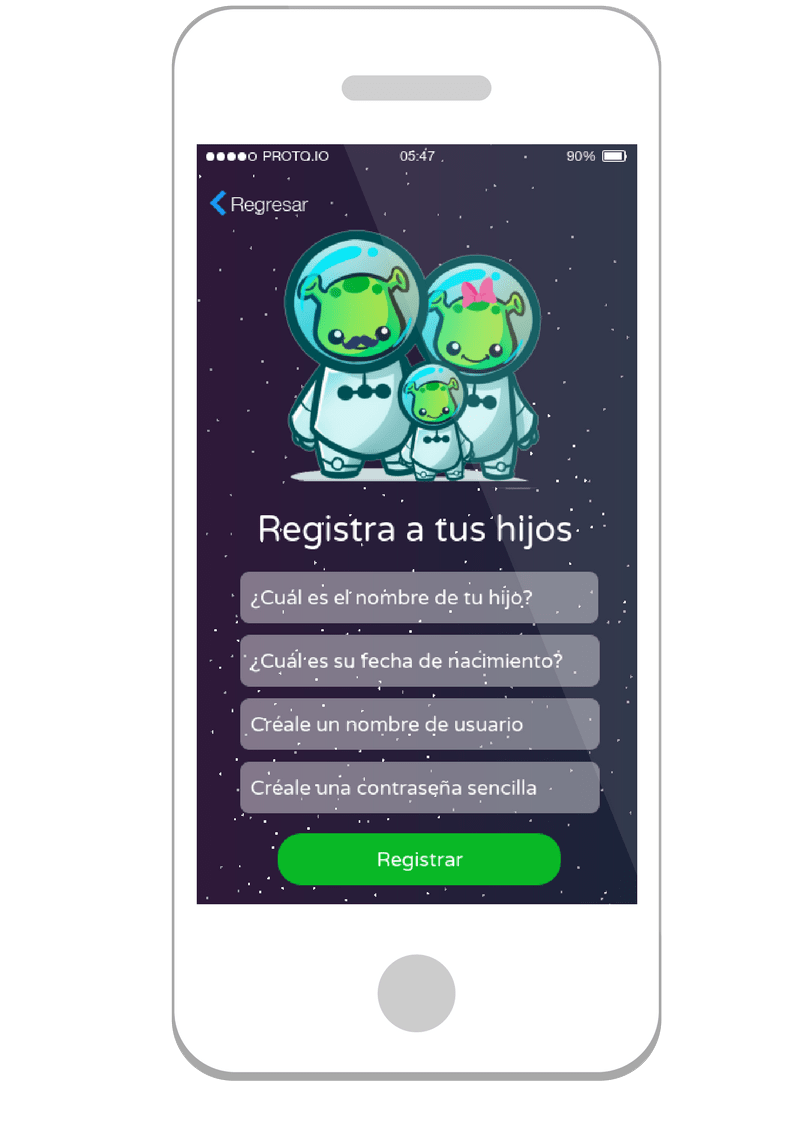 PROTO.IO 05:47 90%
Regresar
Registra a tus hijos
¿Cuál es el nombre de tu hijo?
¿Cuál es su fecha de nacimiento?
Créale un nombre de usuario
Créale una contraseña sencilla
Registrar